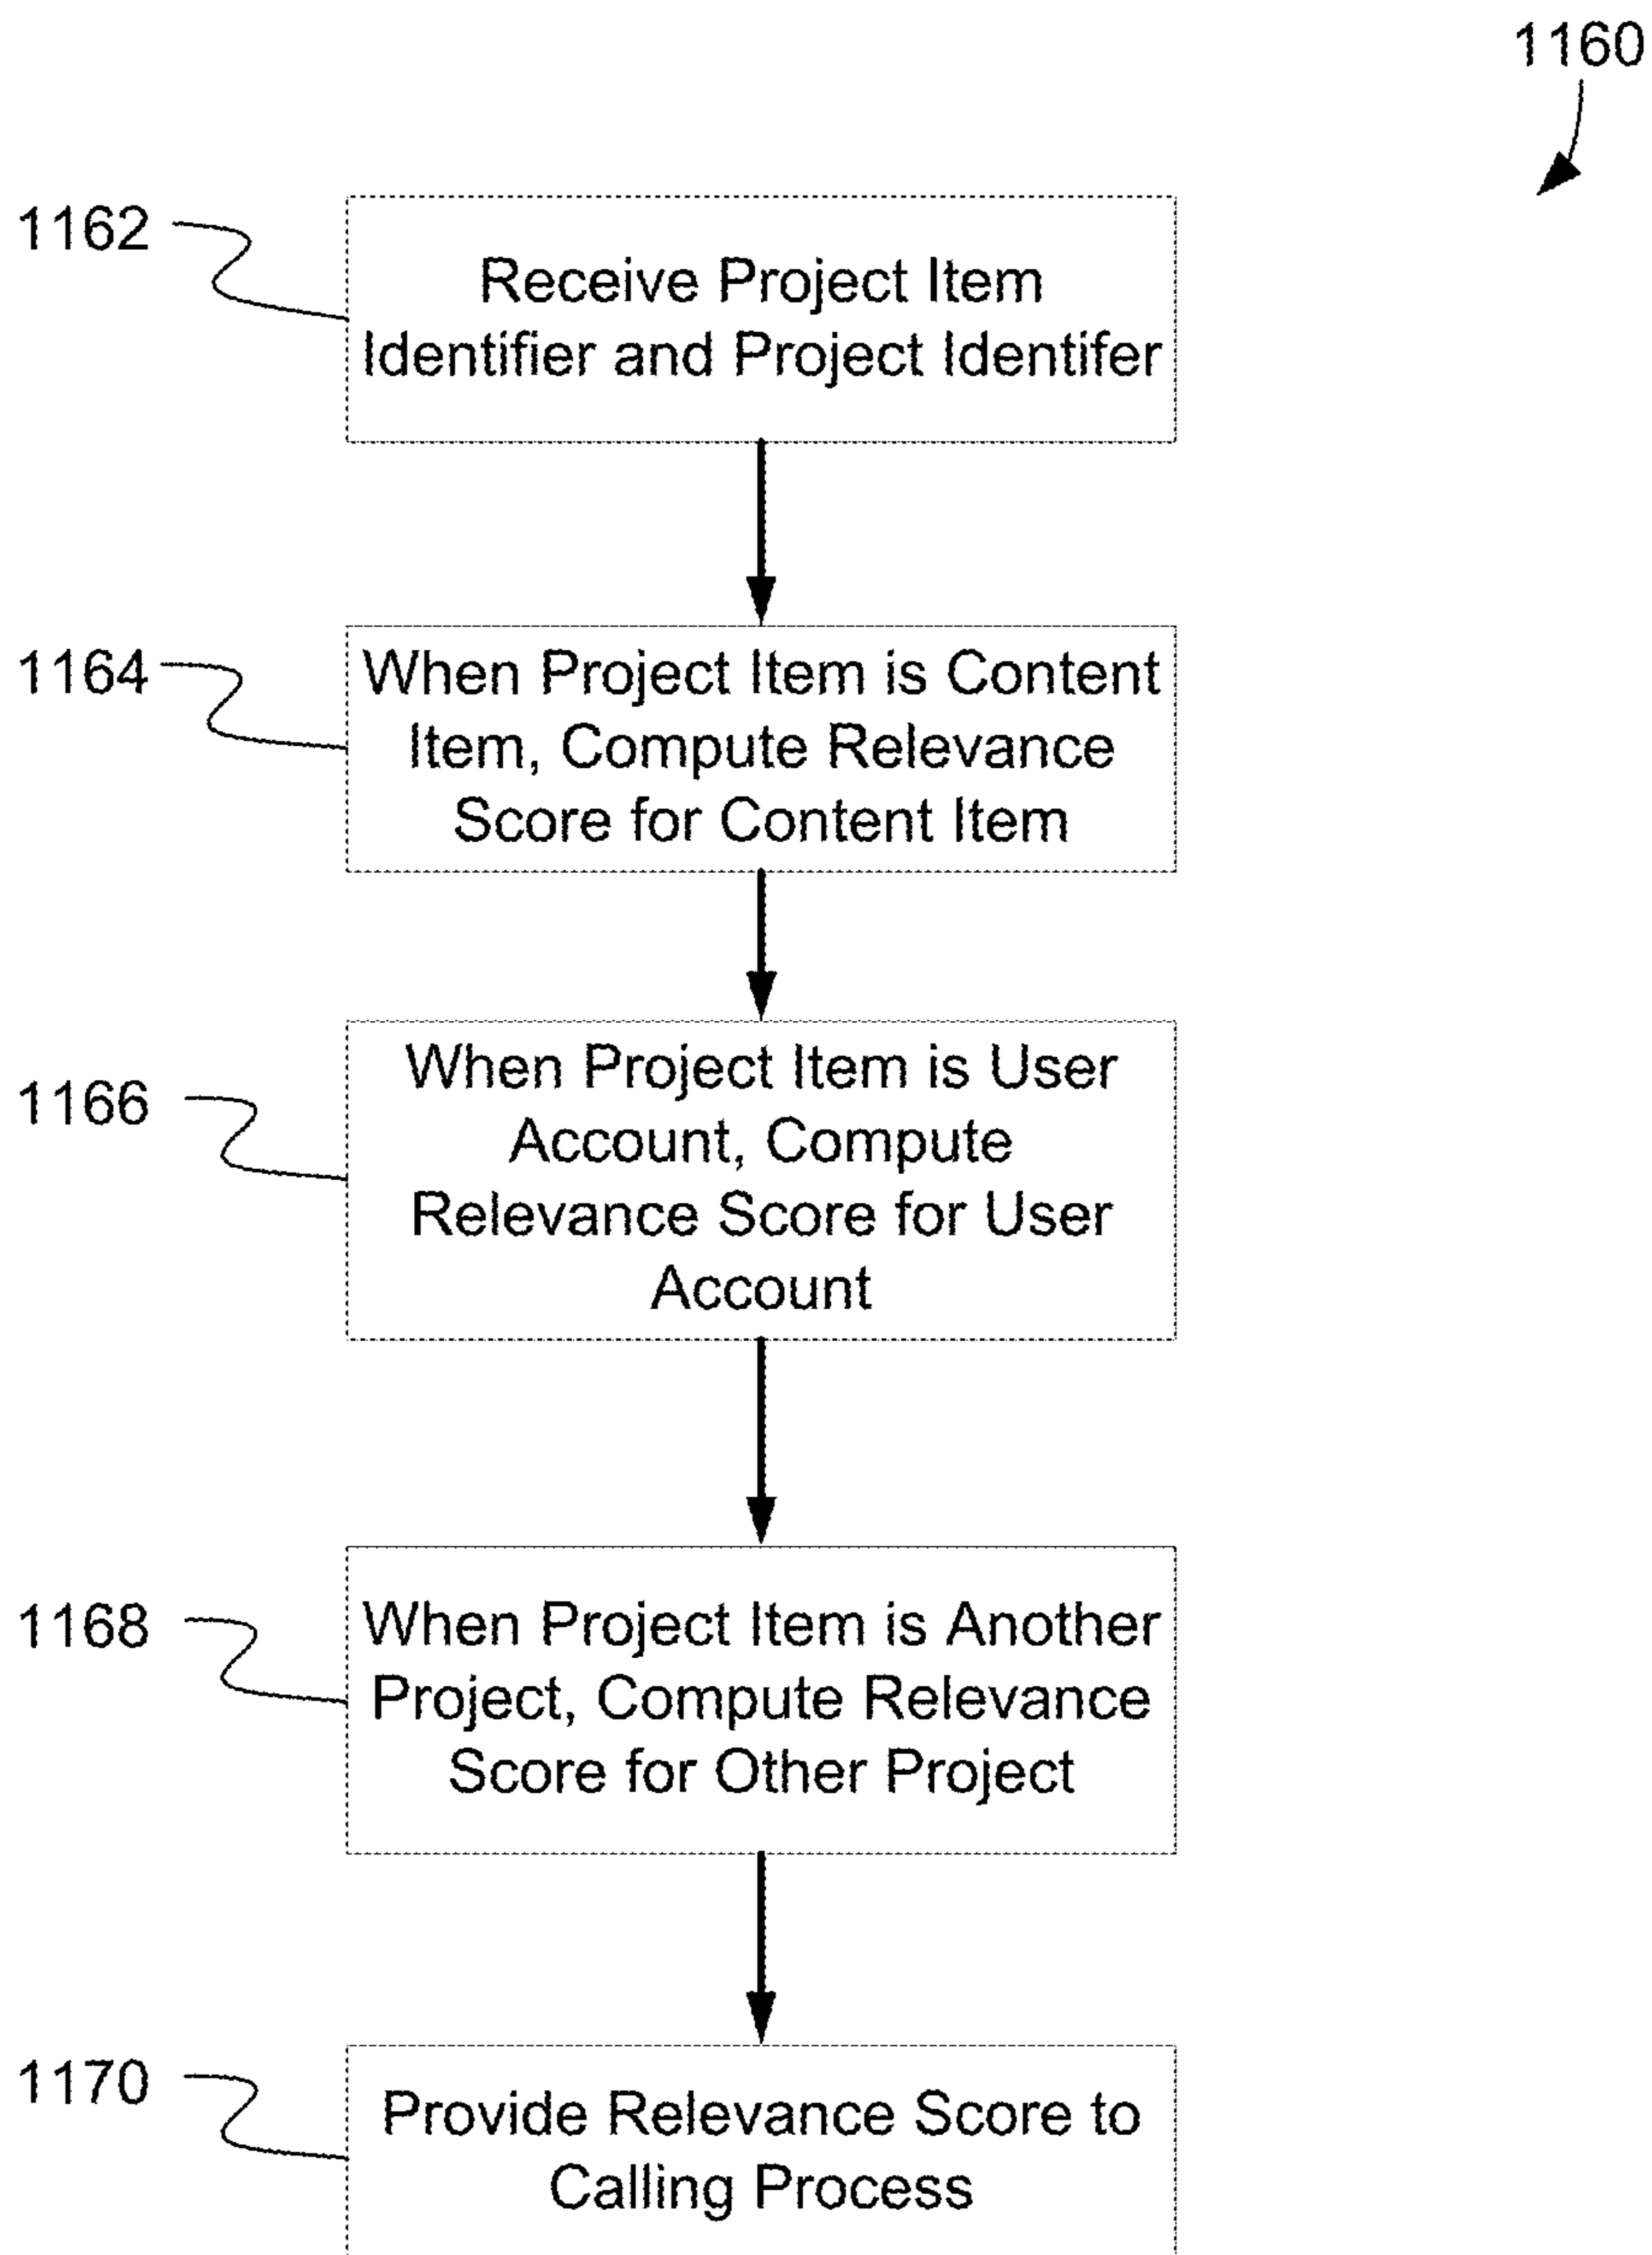 1160
1162
Receive Project Item
Identifier and Project Identifer
1164
When Project Item is Content
Item, Compute Relevance
Score for Content Item
1166
When Project Item is User
Account, Compute
Relevance Score for User
Account
1168
When Project Item is Another
Project, Compute Relevance
Score for Other Project
1170
Provide Relevance Score to
Calling Process